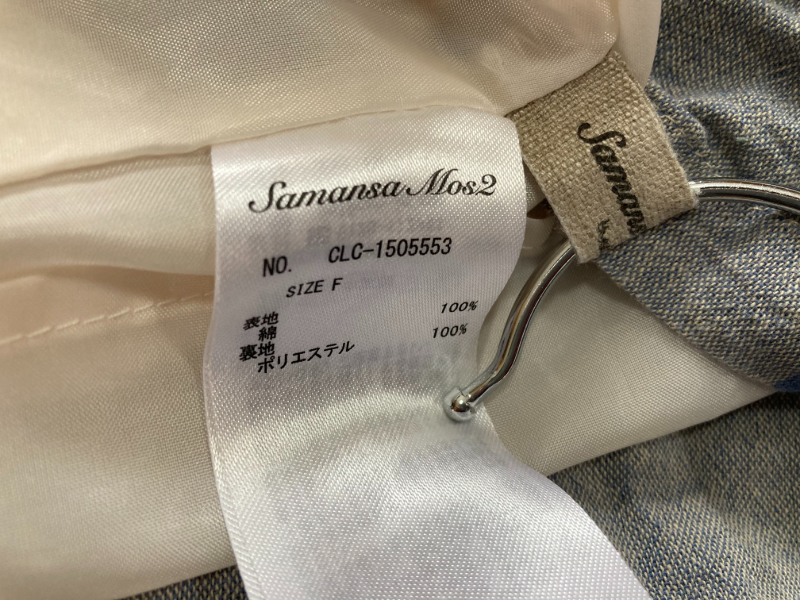 Samansa Mos2
NO. CLC-1505553
SIZE F
表地
綿 100%
裏地
ポリエステル 100%
Samans